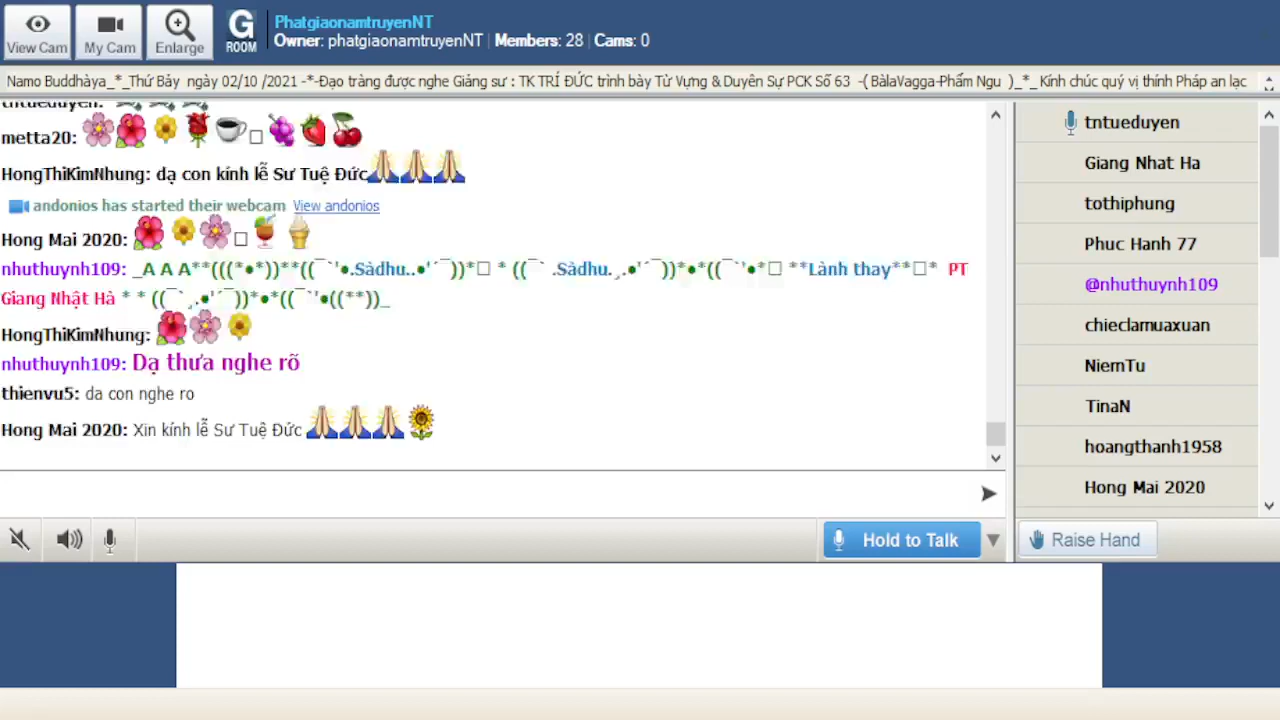 View Cam
My Cam
Enlarge
G
ROOM
PhatgiaonamtruyenNT
Owner: phatgiaonamtruyenNT | Members: 28 | Cams: 0
Namo Buddhàya_*_Thứ Bảy ngày 02/10 /2021 -*-Đạo tràng được nghe Giảng sư : TK TRÍ ĐỨC trình bày Từ Vựng & Duyên Sự PCK Số 63 -( BàlaVagga-Phẩm Ngu )_*_ Kính chúc quý vị thính Pháp an lạc
tntueduyen:
metta20:
HongThiKimNhung: dạ con kính lễ Sư Tuệ Đức
andonios has started their webcam View andonios
Hong Mai 2020:
nhuthuynh109: _A A A**(((*•*))**((¯`'•.Sàdhu..•'´¯))*□ * ((¯` .Sàdhu.¸.•'´¯))*•*((¯`'•*□ **Lành thay**□* PT
Giang Nhật Hà * * ((¯`¸.•'´¯))*•*((¯`'•((**))_
HongThiKimNhung:
nhuthuynh109: Dạ thưa nghe rõ
thienvu5: da con nghe ro
Hong Mai 2020: Xin kính lễ Sư Tuệ Đức
tntueduyen
Giang Nhat Ha
tothiphung
Phuc Hanh 77
@nhuthuynh109
chieclamuaxuan
NiemTu
TinaN
hoangthanh1958
Hong Mai 2020
Hold to Talk
Raise Hand